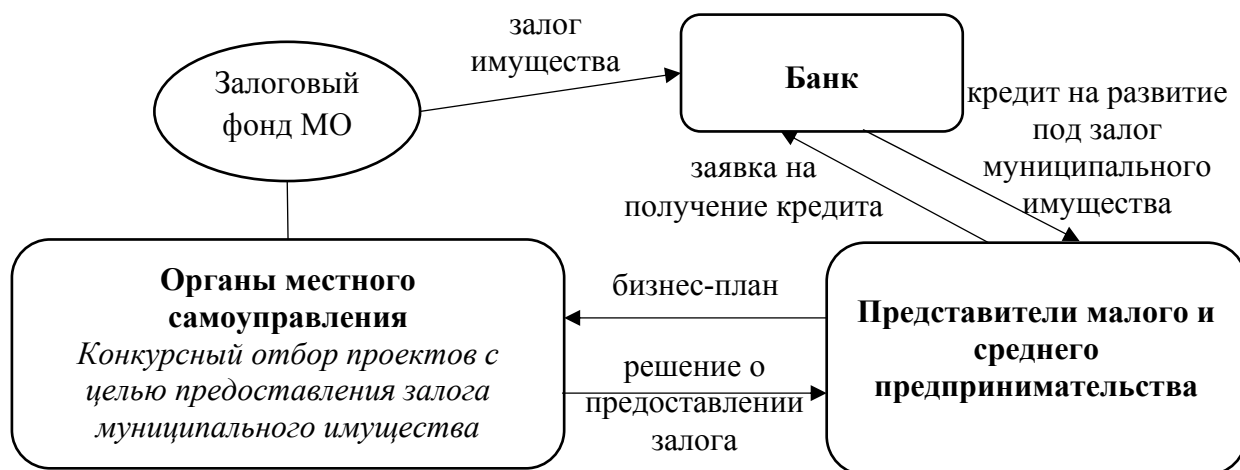 залог
имущества
Залоговый
фонд МО
Банк
кредит на развитие
под залог
муниципального
имущества
заявка на
получение кредита
Органы местного
самоуправления
Конкурсный отбор проектов с
целью предоставления залога
муниципального имущества
бизнес-план
решение о
предоставлении
залога
Представители малого и
среднего
предпринимательства